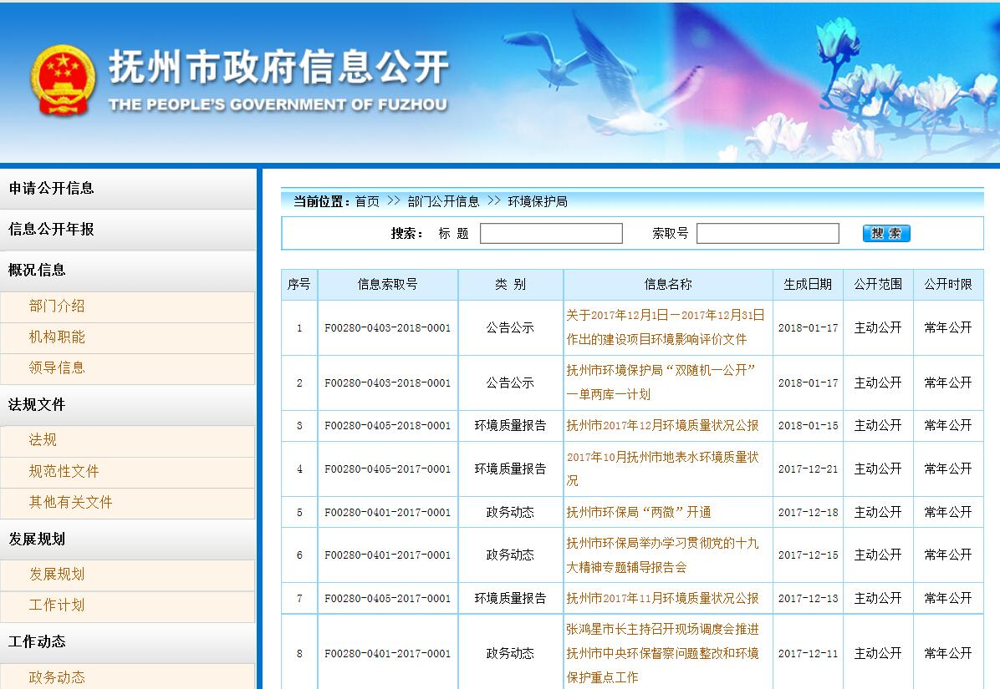 抚州市政府信息公开
THE PEOPLE'S GOVERNMENT OF FUZHOU
申请公开信息
信息公开年报
概况信息
部门介绍
机构职能
领导信息
法规文件
法规
规范性文件
其他有关文件
发展规划
发展规划
工作计划
工作动态
政务动态
当前位置：首页 >> 部门公开信息 >> 环境保护局
搜索： 标 题 索取号 搜 索
序号 信息索取号 类 别 信息名称 生成日期 公开范围 公开时限
1 F00280-0403-2018-0001 公告公示 关于2017年12月1日－2017年12月31日 2018-01-17 主动公开 常年公开
作出的建设项目环境影响评价文件
2 F00280-0403-2018-0001 公告公示 抚州市环境保护局“双随机一公开” 2018-01-17 主动公开 常年公开
一单两库一计划
3 F00280-0405-2018-0001 环境质量报告 抚州市2017年12月环境质量状况公报 2018-01-15 主动公开 常年公开
4 F00280-0405-2017-0001 环境质量报告 2017年10月抚州市地表水环境质量状 2017-12-21 主动公开 常年公开
况
5 F00280-0401-2017-0001 政务动态 抚州市环保局“两微”开通 2017-12-18 主动公开 常年公开
6 F00280-0401-2017-0001 政务动态 抚州市环保局举办学习贯彻党的十九 2017-12-15 主动公开 常年公开
大精神专题辅导报告会
7 F00280-0405-2017-0001 环境质量报告 抚州市2017年11月环境质量状况公报 2017-12-13 主动公开 常年公开
8 F00280-0401-2017-0001 政务动态 张鸿星市长主持召开现场调度会推进 2017-12-11 主动公开 常年公开
抚州市中央环保督察问题整改和环境
保护重点工作